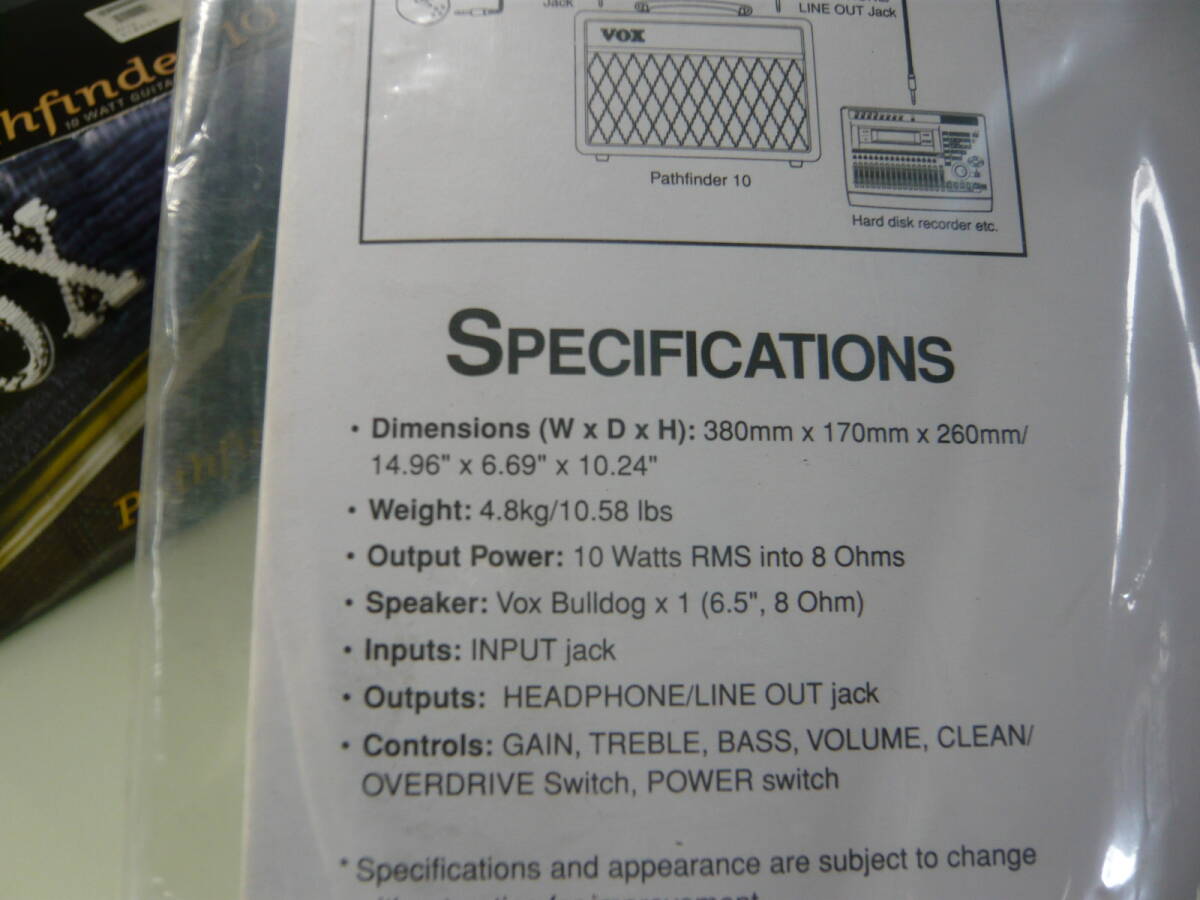 Jack
LINE OUT Jack
VOX
Pathfinder 10
Hard disk recorder etc.
SPECIFICATIONS
• Dimensions (W x D x H): 380mm x 170mm x 260mm/
14.96" x 6.69" x 10.24"
• Weight: 4.8kg/10.58 lbs
• Output Power: 10 Watts RMS into 8 Ohms
• Speaker: Vox Bulldog x 1 (6.5", 8 Ohm)
• Inputs: INPUT jack
• Outputs: HEADPHONE/LINE OUT jack
• Controls: GAIN, TREBLE, BASS, VOLUME, CLEAN/
OVERDRIVE Switch, POWER switch
* Specifications and appearance are subject to change
hfinde 10
10 WATT GUITA
OX